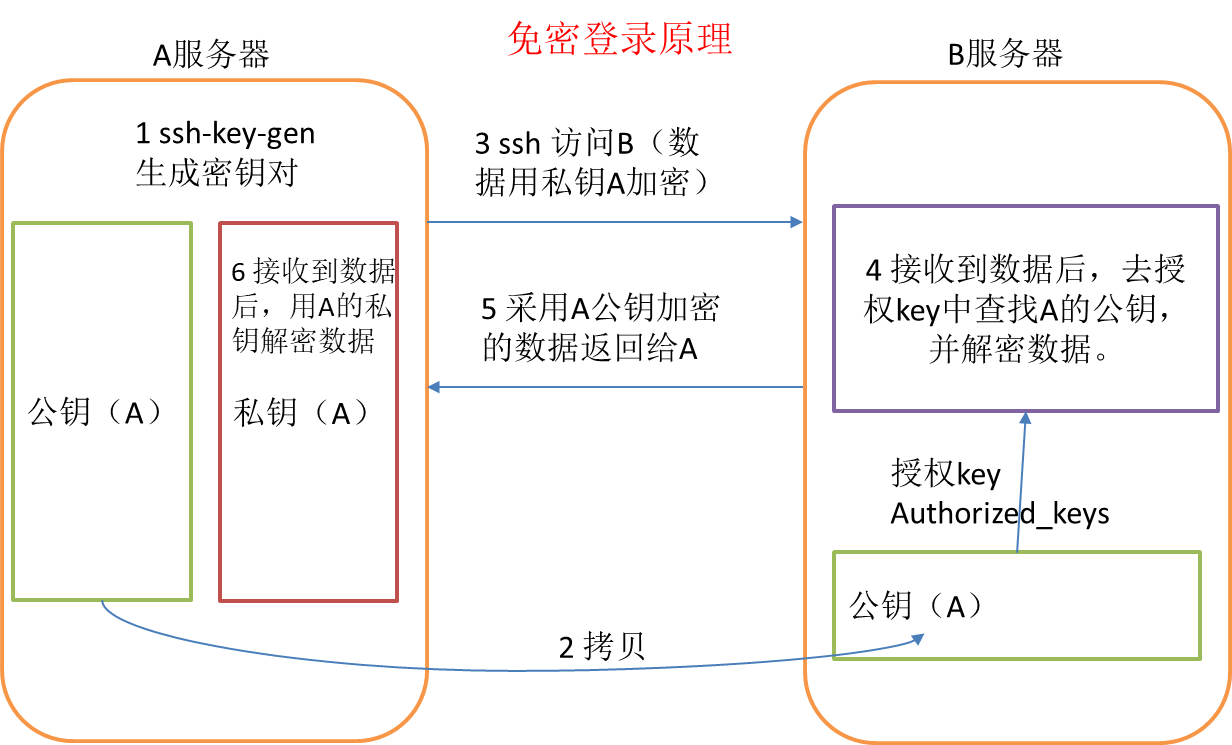 免密登录原理
A服务器
B服务器
1 ssh-key-gen
生成密钥对
3 ssh 访问B（数
据用私钥A加密）
6 接收到数据
后，用A的私
钥解密数据
5 采用A公钥加密
的数据返回给A
4 接收到数据后，去授
权key中查找A的公钥，
并解密数据。
公钥（A）
私钥（A）
授权key
Authorized_keys
公钥（A）
2 拷贝